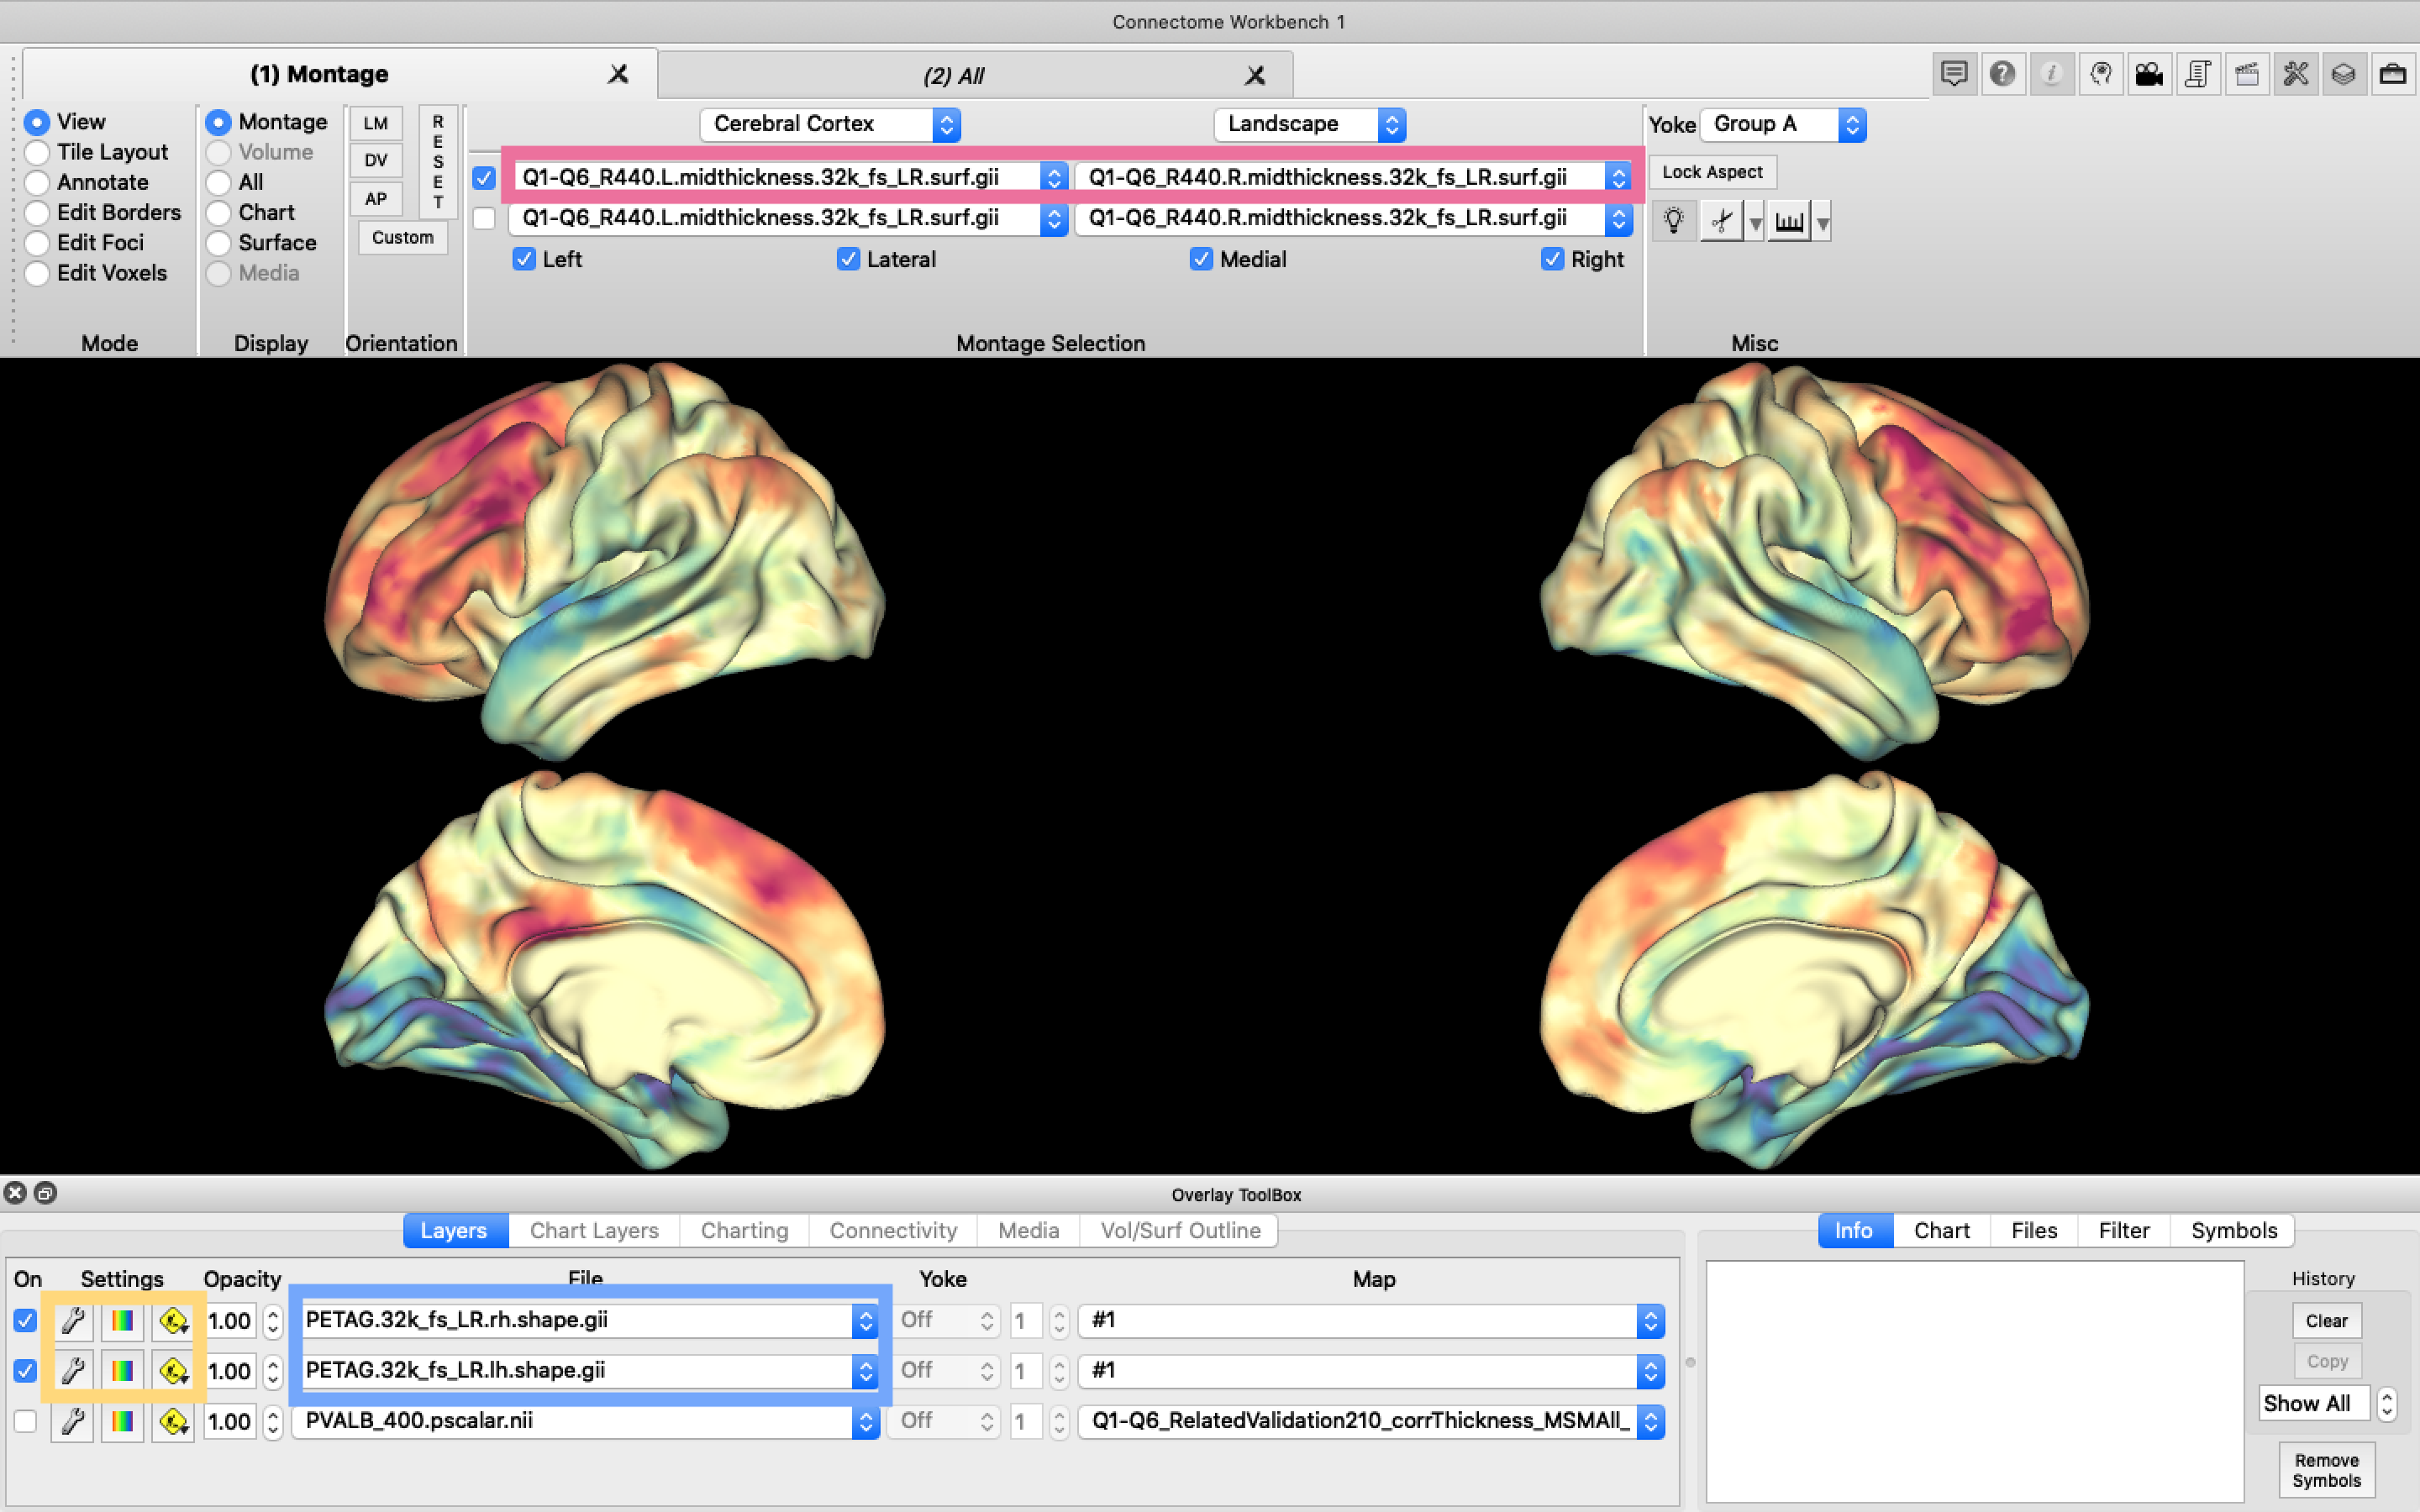 Connectome Workbench 1
(1) Montage
(2) All
View
Tile Layout
Annotate
Edit Borders
Edit Foci
Edit Voxels
Mode
Montage
Volume
All
Chart
Surface
Media
Display
LM
DV
AP
Custom
RESET
Orientation
Cerebral Cortex
Landscape
Q1-Q6_R440.L.midthickness.32k_fs_LR.surf.gii
Q1-Q6_R440.R.midthickness.32k_fs_LR.surf.gii
Q1-Q6_R440.L.midthickness.32k_fs_LR.surf.gii
Q1-Q6_R440.R.midthickness.32k_fs_LR.surf.gii
Left
Lateral
Medial
Right
Montage Selection
Yoke
Group A
Lock Aspect
Misc
Overlay ToolBox
Layers
Chart Layers
Charting
Connectivity
Media
Vol/Surf Outline
On
Settings
Opacity
File
Yoke
Map
1.00
PETAG.32k_fs_LR.rh.shape.gii
Off
1
#1
1.00
PETAG.32k_fs_LR.lh.shape.gii
Off
1
#1
1.00
PVALB_400.pscalar.nii
Off
1
Q1-Q6_RelatedValidation210_corrThickness_MSMAll_
Info
Chart
Files
Filter
Symbols
History
Clear
Copy
Show All
Remove
Symbols